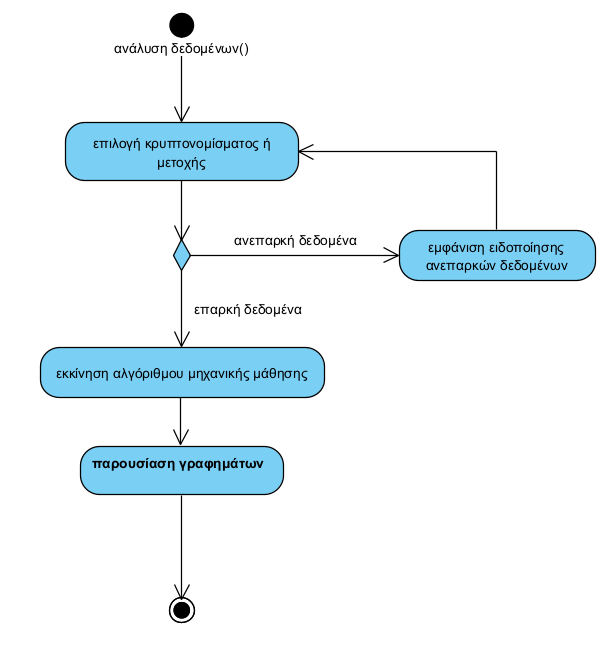 ανάλυση δεδομένων()
επιλογή κρυπτονομίσματος ή
μετοχής
ανεπαρκή δεδομένα
εμφάνιση ειδοποίησης
ανεπαρκών δεδομένων
επαρκή δεδομένα
εκκίνηση αλγόριθμου μηχανικής μάθησης
παρουσίαση γραφημάτων